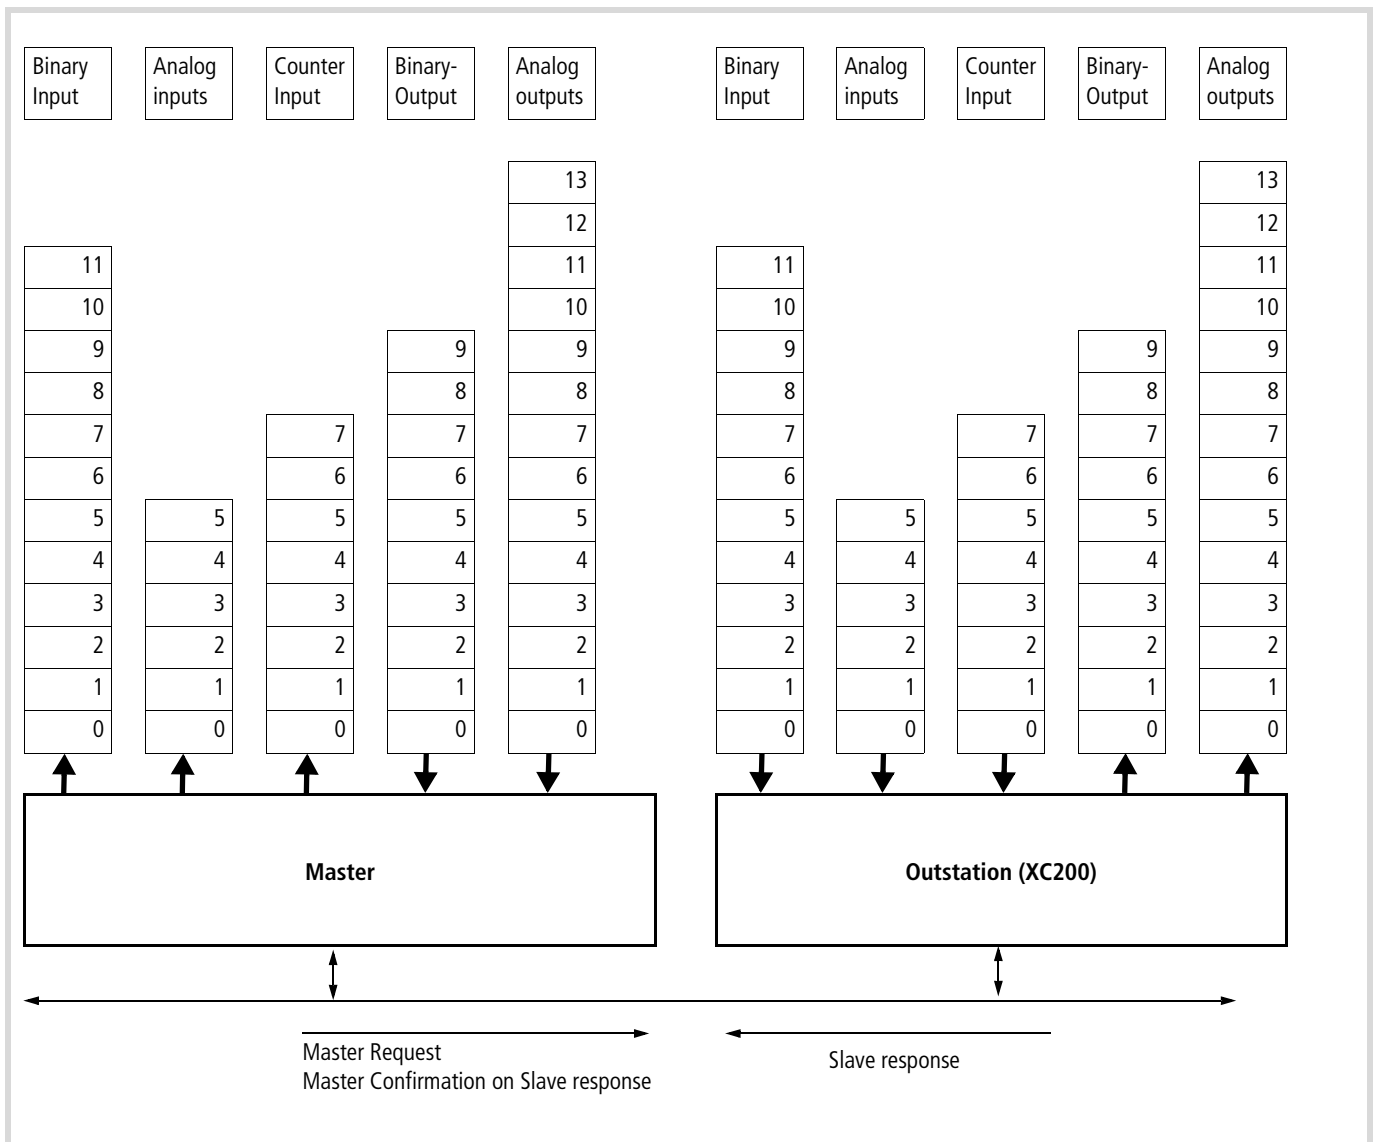 Binary Input
Analog inputs
Counter Input
Binary-Output
Analog outputs
Binary Input
Analog inputs
Counter Input
Binary-Output
Analog outputs
13 13
12 12
11 11 11 11
10 10 10 10
9 9 9 9 9 9
8 8 8 8 8 8
7 7 7 7 7 7 7 7
6 6 6 6 6 6 6 6
5 5 5 5 5 5 5 5 5 5
4 4 4 4 4 4 4 4 4 4
3 3 3 3 3 3 3 3 3 3
2 2 2 2 2 2 2 2 2 2
1 1 1 1 1 1 1 1 1 1
0 0 0 0 0 0 0 0 0 0
Master
Outstation (XC200)
Master Request
Master Confirmation on Slave response
Slave response